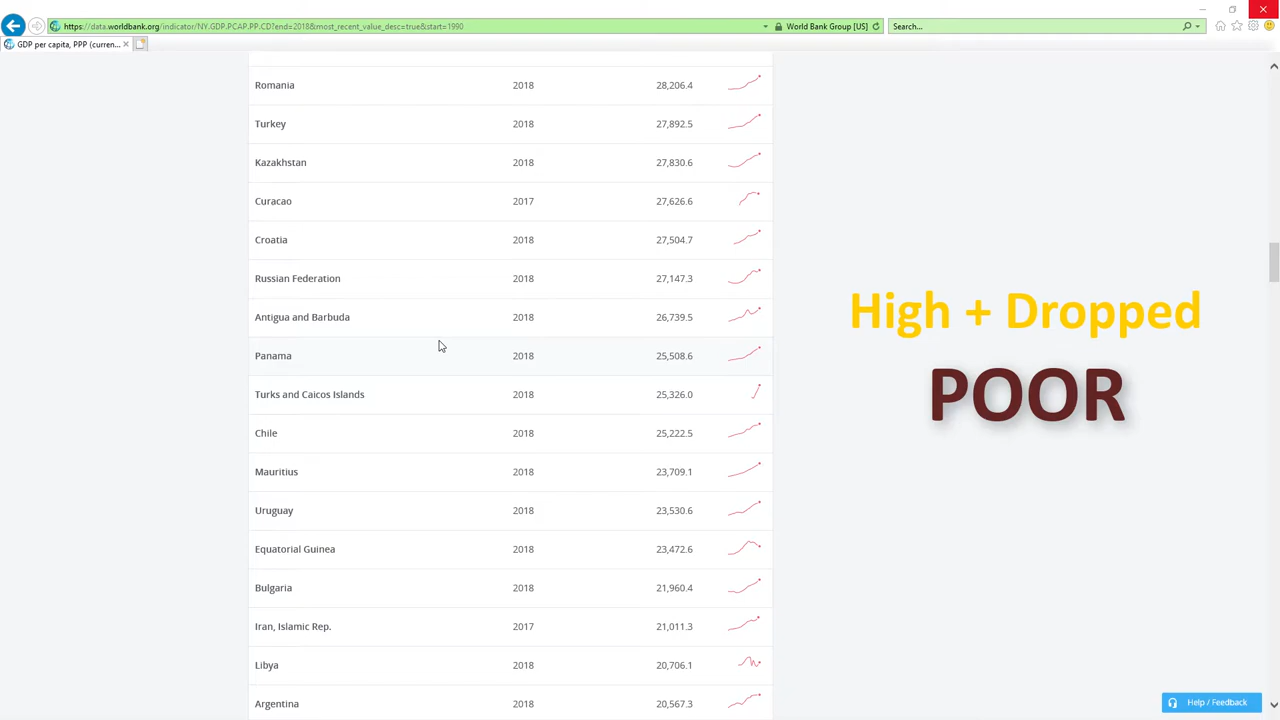 https://data.worldbank.org/indicator/NY.GDP.PCAP.PP.CD?end=2018&most_recent_value_desc=true&start=1990
World Bank Group [US]
Search...
GDP per capita, PPP (curren...
Romania 2018 28,206.4
Turkey 2018 27,892.5
Kazakhstan 2018 27,830.6
Curacao 2017 27,626.6
Croatia 2018 27,504.7
Russian Federation 2018 27,147.3
Antigua and Barbuda 2018 26,739.5
Panama 2018 25,508.6
Turks and Caicos Islands 2018 25,326.0
Chile 2018 25,222.5
Mauritius 2018 23,709.1
Uruguay 2018 23,530.6
Equatorial Guinea 2018 23,472.6
Bulgaria 2018 21,960.4
Iran, Islamic Rep. 2017 21,011.3
Libya 2018 20,706.1
Argentina 2018 20,567.3
High + Dropped
POOR
Help / Feedback